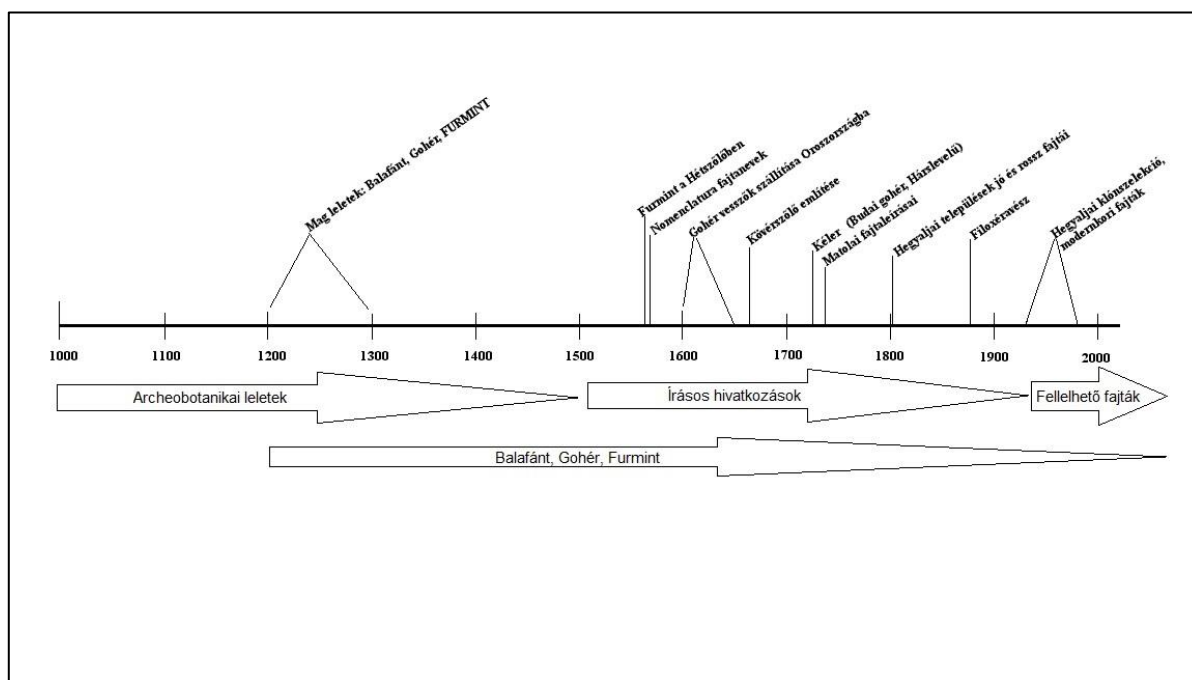 Mag leletek: Balafánt, Gohér, FURMINT
Furmint a Hétszőlőben
Nomenclatura fajtanevek
Gohér vesszők szállítása Oroszországba
Kövérszőlő említése
Kéler (Budai gohér, Hárslevelű)
Matolai fajtaleírásai
Hegyaljai települések jó és rossz fajtái
Filoxéravész
Hegyaljai klónszelekció,
modernkori fajták
1000 1100 1200 1300 1400 1500 1600 1700 1800 1900 2000
Archeobotanikai leletek
Írásos hivatkozások
Fellelhető fajták
Balafánt, Gohér, Furmint